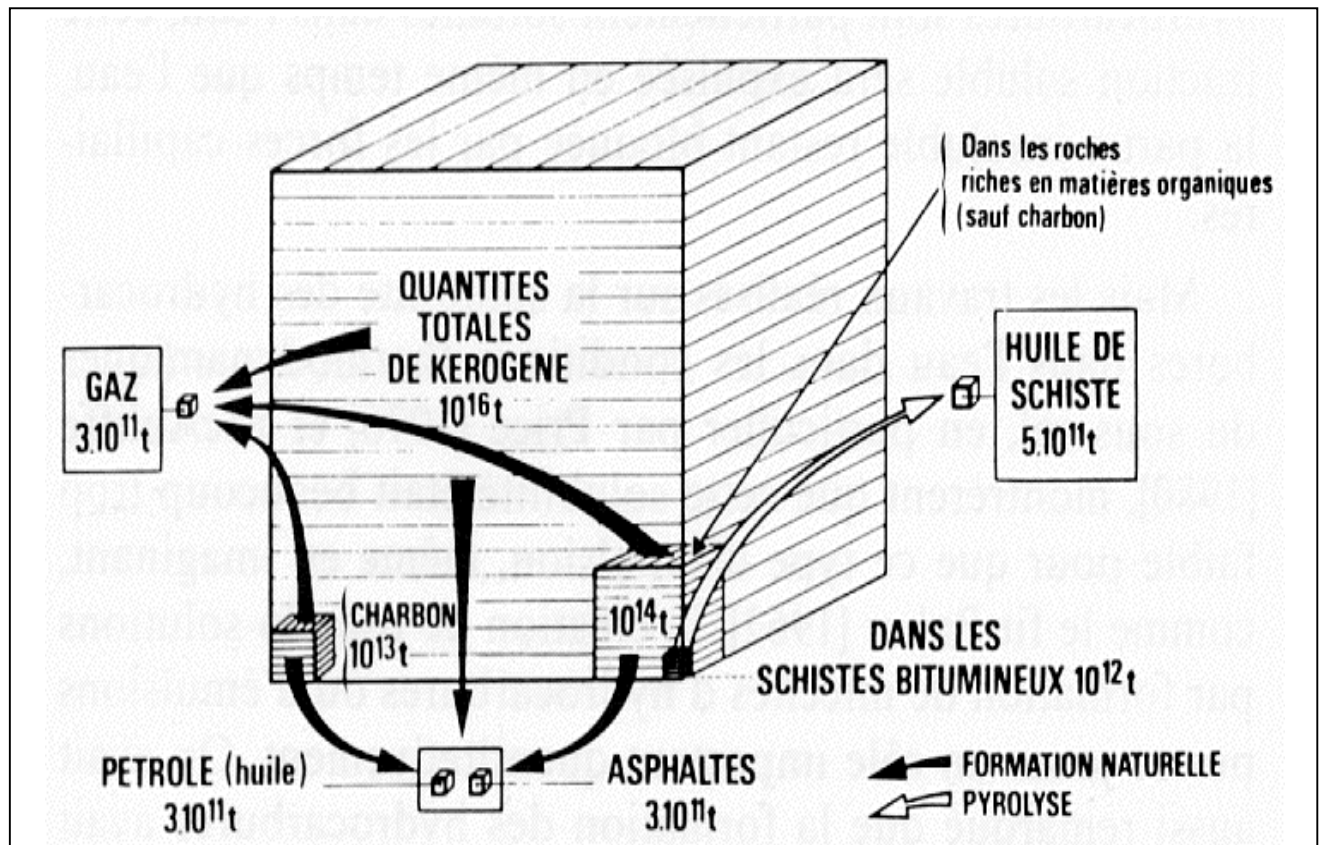 Dans les roches
riches en matières organiques
(sauf charbon)
QUANTITES
TOTALES
DE KEROGENE
10¹⁶t
GAZ
3.10¹¹t
HUILE DE
SCHISTE
5.10¹¹t
CHARBON
10¹³t
10¹⁴t
DANS LES
SCHISTES BITUMINEUX 10¹²t
PETROLE (huile)
3.10¹¹t
ASPHALTES
3.10¹¹t
FORMATION NATURELLE
PYROLYSE